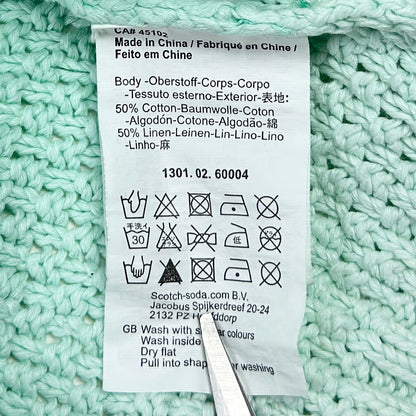 CA# 45102
Made in China / Fabriqué en Chine /
Feito em Chine
Body -Oberstoff-Corps-Corpo
-Tessuto esterno-Exterior-表地:
50% Cotton-Baumwolle-Coton
-Algodón-Cotone-Algodão-綿
50% Linen-Leinen-Lin-Lino-Lino
-Linho-麻
1301. 02. 60004
手洗イ
30
低
Scotch-soda.com B.V.
Jacobus Spijkerdreef 20-24
2132 PZ
GB Wash with colours
Wash inside
Dry flat
Pull into washing